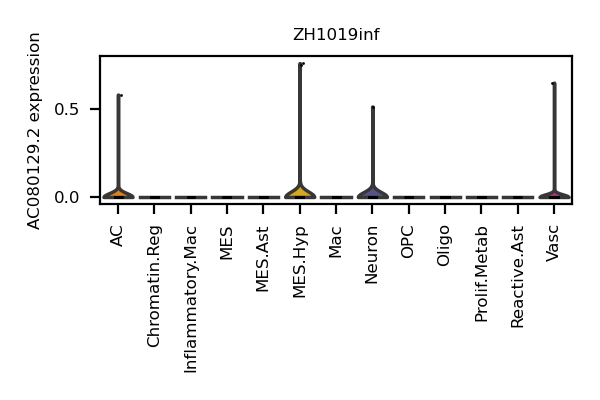 ZH1019inf
AC080129.2 expression
0.5
0.0
AC
Chromatin.Reg
Inflammatory.Mac
MES
MES.Ast
MES.Hyp
Mac
Neuron
OPC
Oligo
Prolif.Metab
Reactive.Ast
Vasc